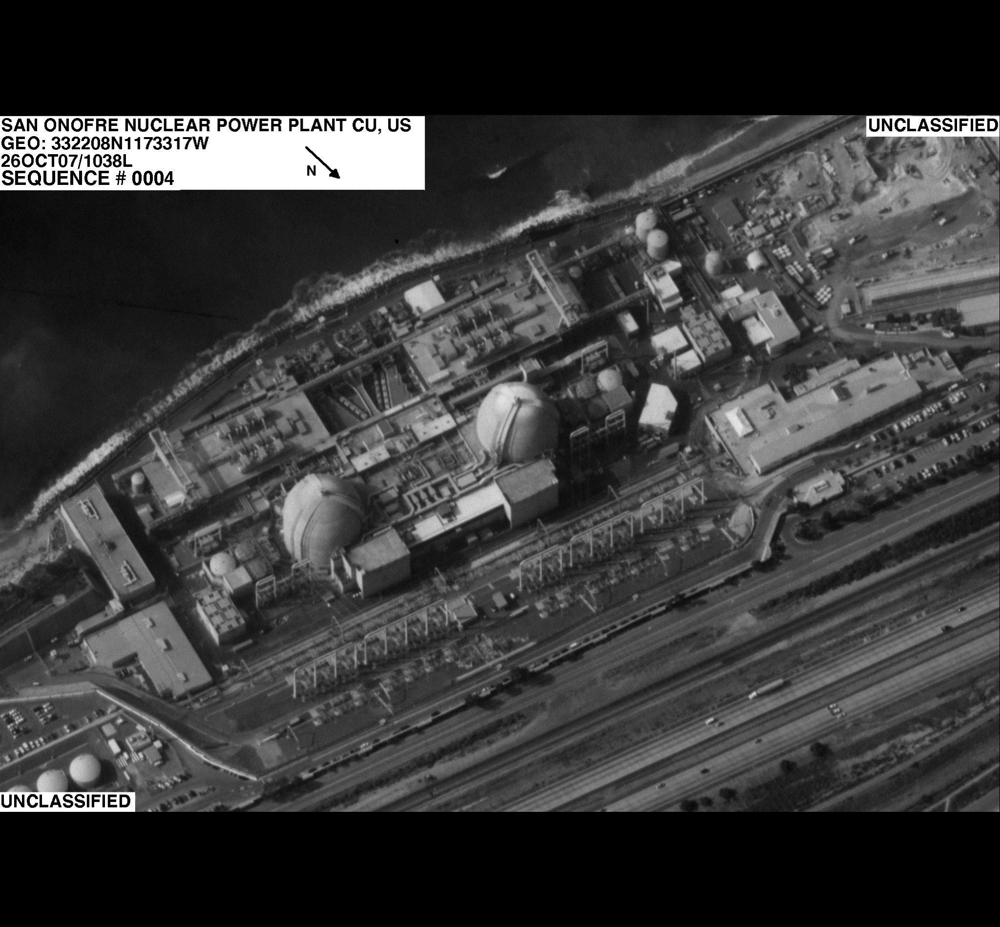 SAN ONOFRE NUCLEAR POWER PLANT CU, US
GEO: 332208N1173317W
26OCT07/1038L
SEQUENCE # 0004
N
UNCLASSIFIED
UNCLASSIFIED